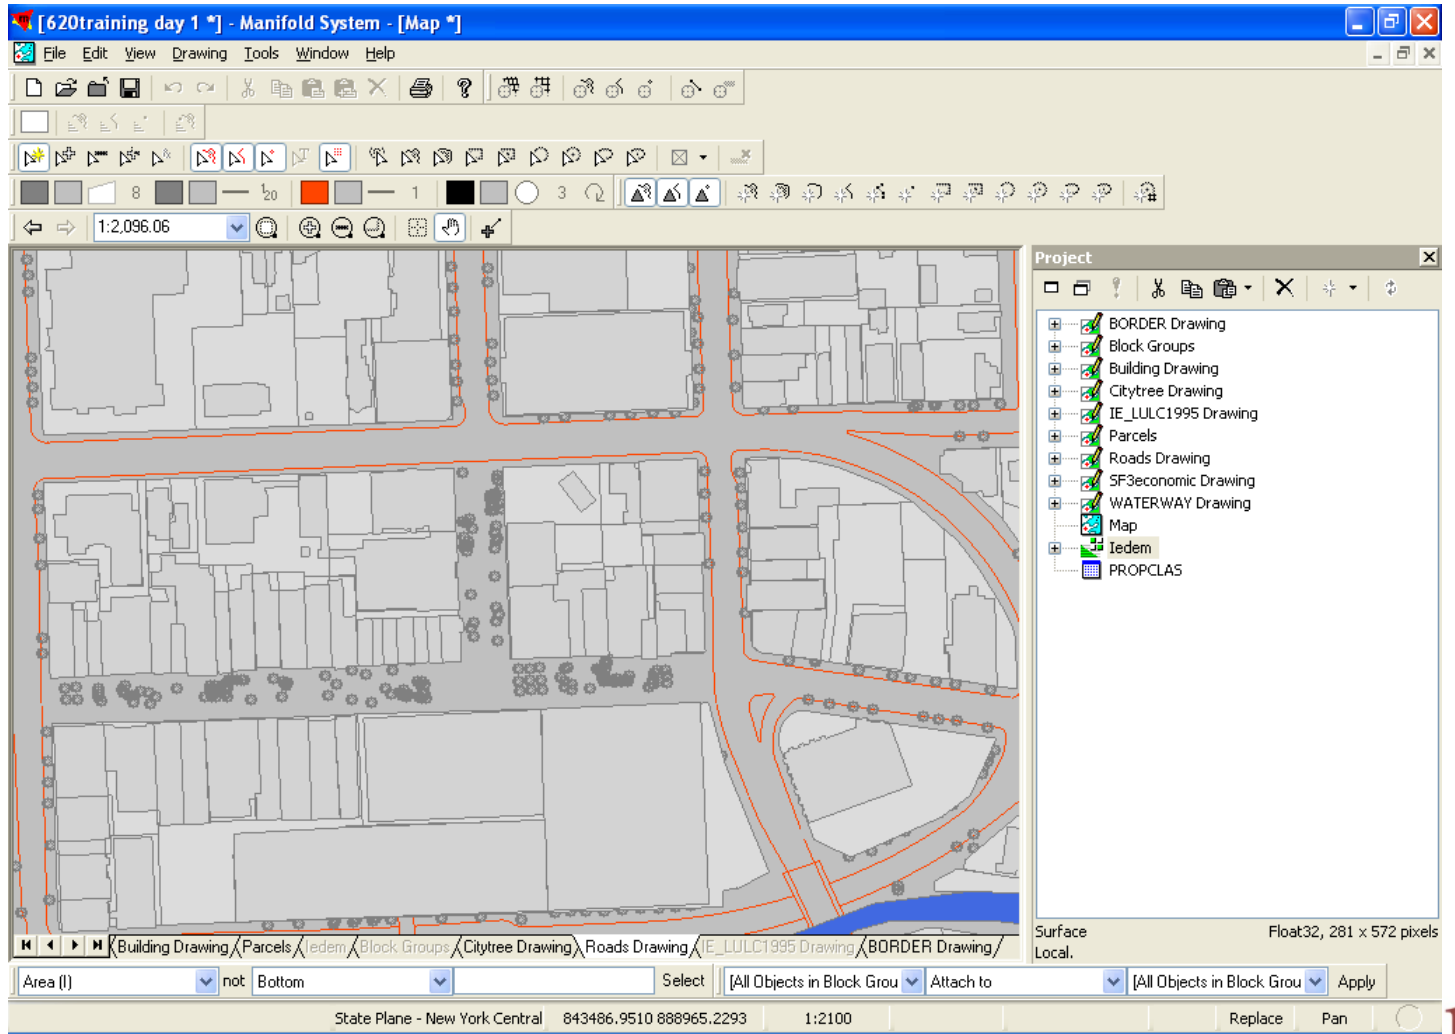 [620training day 1 *] - Manifold System - [Map *]
File Edit View Drawing Tools Window Help
8 1/20 1 3
1:2,096.06
Project
BORDER Drawing
Block Groups
Building Drawing
Citytree Drawing
IE_LULC1995 Drawing
Parcels
Roads Drawing
SF3economic Drawing
WATERWAY Drawing
Map
Iedem
PROPCLAS
Surface Float32, 281 x 572 pixels
Local.
Building Drawing Parcels Iedem Block Groups Citytree Drawing Roads Drawing IE_LULC1995 Drawing BORDER Drawing
Area (I) not Bottom Select [All Objects in Block Grou Attach to [All Objects in Block Grou Apply
State Plane - New York Central 843486.9510 888965.2293 1:2100 Replace Pan